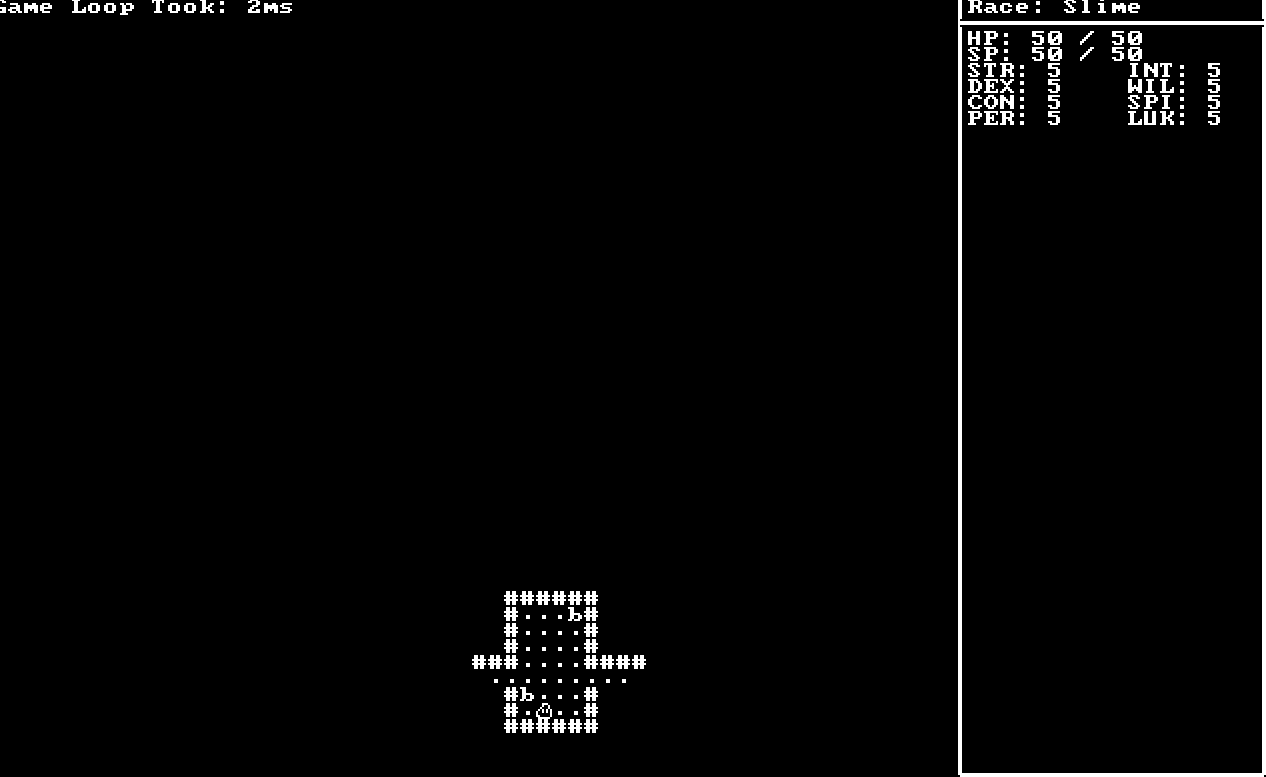 Game Loop Took: 2ms
Race: Slime
HP: 50 / 50
SP: 50 / 50
STR: 5 INT: 5
DEX: 5 WIL: 5
CON: 5 SPI: 5
PER: 5 LUK: 5
######
#...b#
#....#
#....#
###....####
.........
#b...#
#. ..#
######